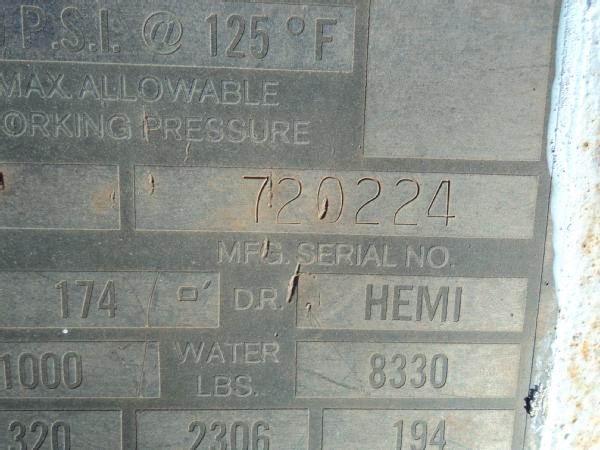 P.S.I. @ 125 °F
MAX. ALLOWABLE
WORKING PRESSURE
720224
MFG. SERIAL NO.
174 D.R. HEMI
1000 WATER LBS. 8330
320 2306 194